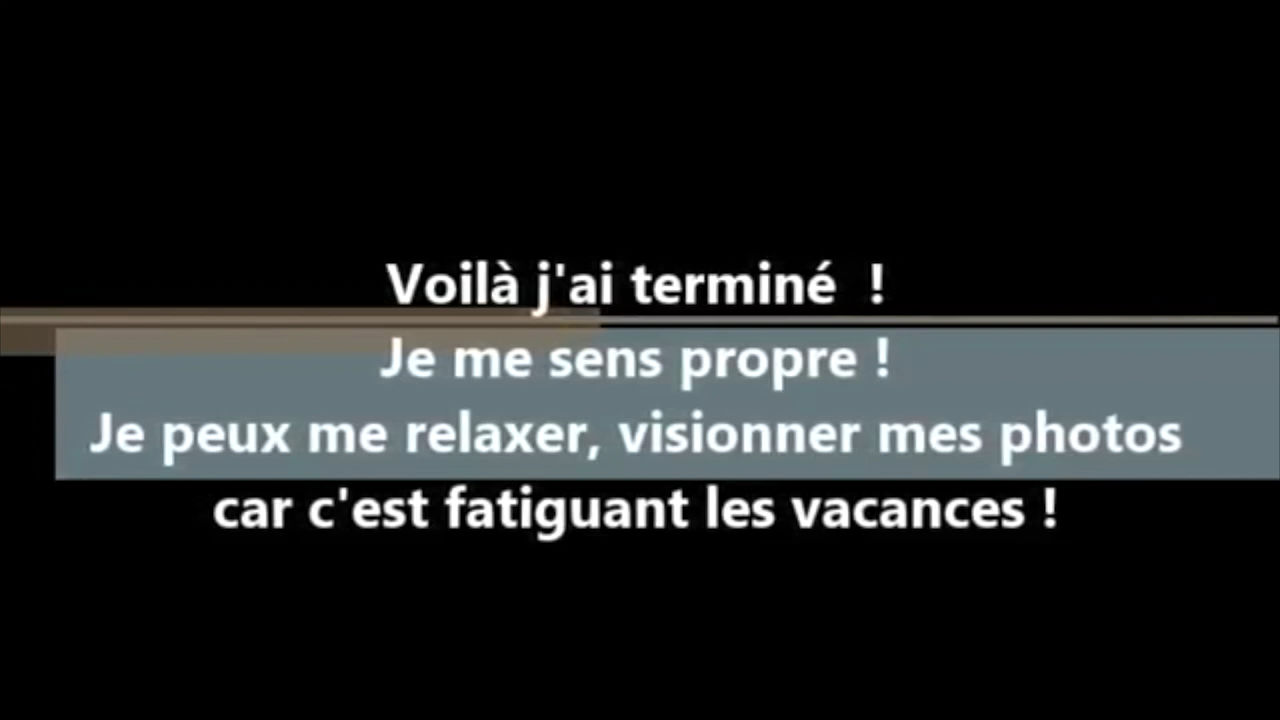 Voilà j'ai terminé  !
Je me sens propre !
Je peux me relaxer, visionner mes photos
car c'est fatiguant les vacances !